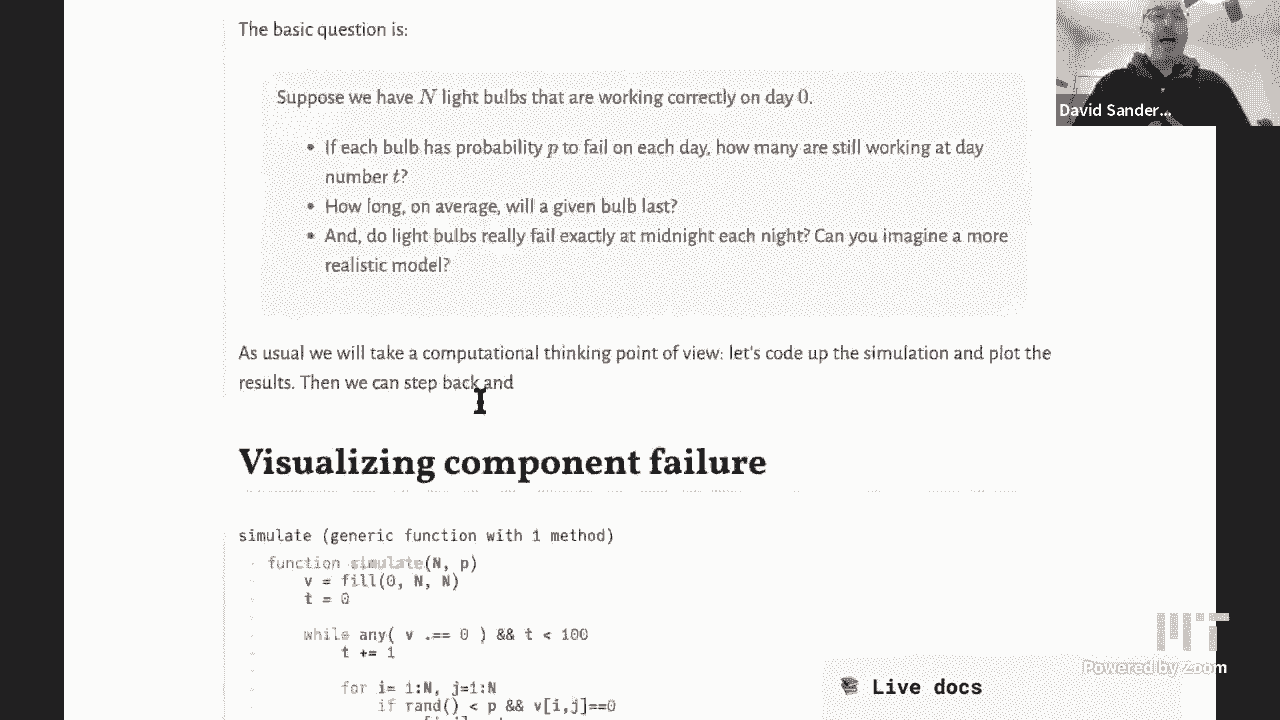 The basic question is:
Suppose we have N light bulbs that are working correctly on day 0.
• If each bulb has probability p to fail on each day, how many are still working at day
number t?
• How long, on average, will a given bulb last?
• And, do light bulbs really fail exactly at midnight each night? Can you imagine a more
realistic model?
As usual we will take a computational thinking point of view: let's code up the simulation and plot the
results. Then we can step back and
Visualizing component failure
simulate (generic function with 1 method)
function simulate(N, p)
v = fill(0, N, N)
t = 0
while any( v .== 0 ) && t < 100
t += 1
for i= 1:N, j=1:N
if rand() < p && v[i,j]==0
David Sander...
MIT
Powered by Zoom
Live docs